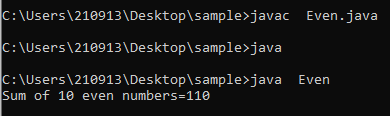 C:\Users\210913\Desktop\sample>javac  Even.java
C:\Users\210913\Desktop\sample>java
C:\Users\210913\Desktop\sample>java  Even
Sum of 10 even numbers=110